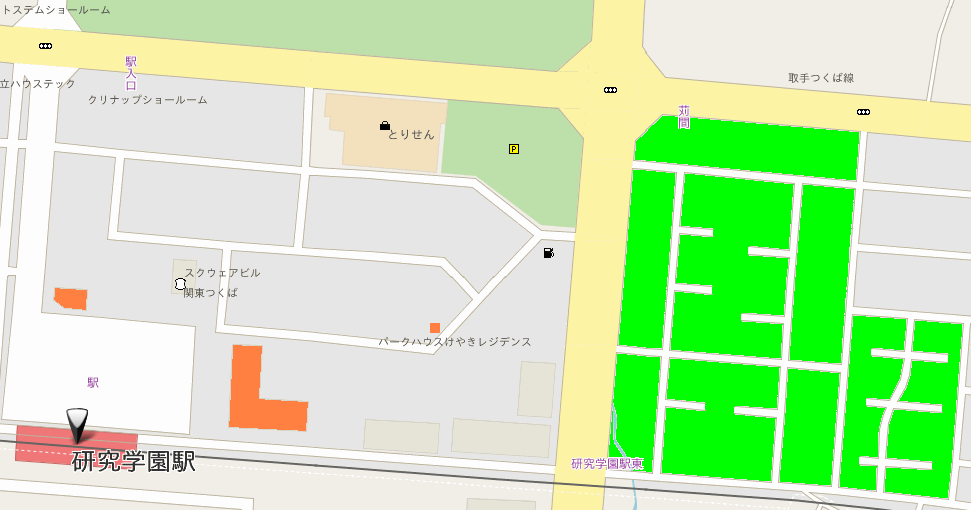 トステムショールーム
駅入口
立ハウステック
クリナップショールーム
取手つくば線
苅間
とりせん
P
スクウェアビル
関東つくば
パークハウスけやきレジデンス
駅
研究学園駅
研究学園駅東